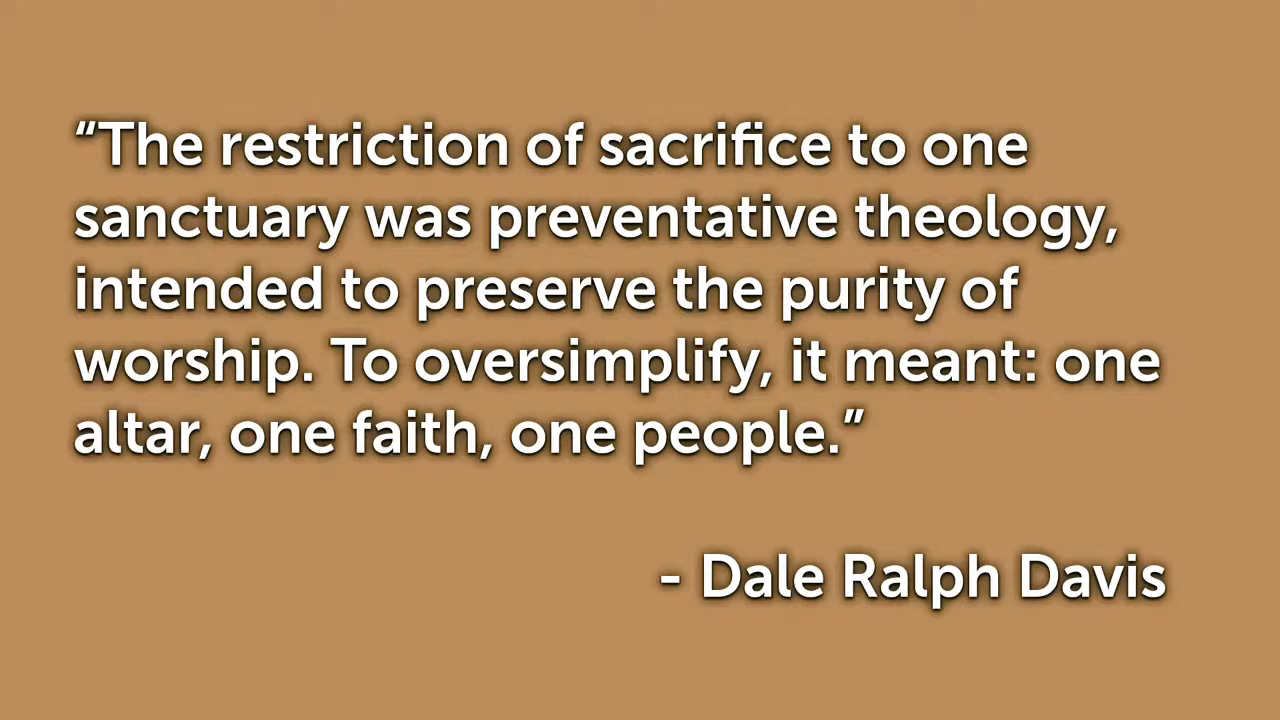 “The restriction of sacrifice to one
sanctuary was preventative theology,
intended to preserve the purity of
worship. To oversimplify, it meant: one
altar, one faith, one people.”
- Dale Ralph Davis